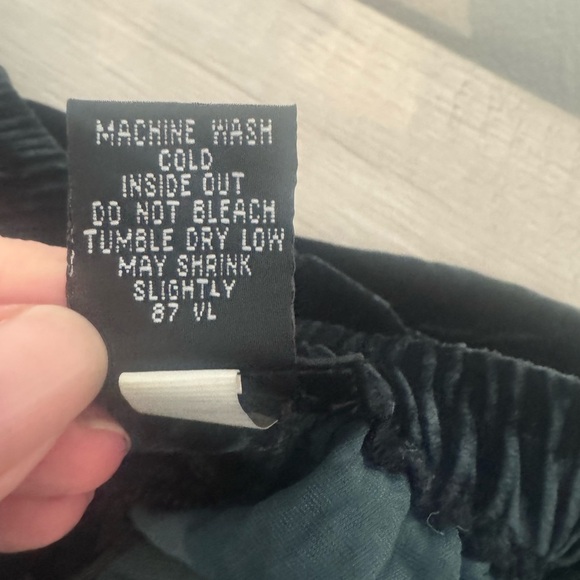 MACHINE WASH
COLD
INSIDE OUT
DO NOT BLEACH
TUMBLE DRY LOW
MAY SHRINK
SLIGHTLY
87 VL